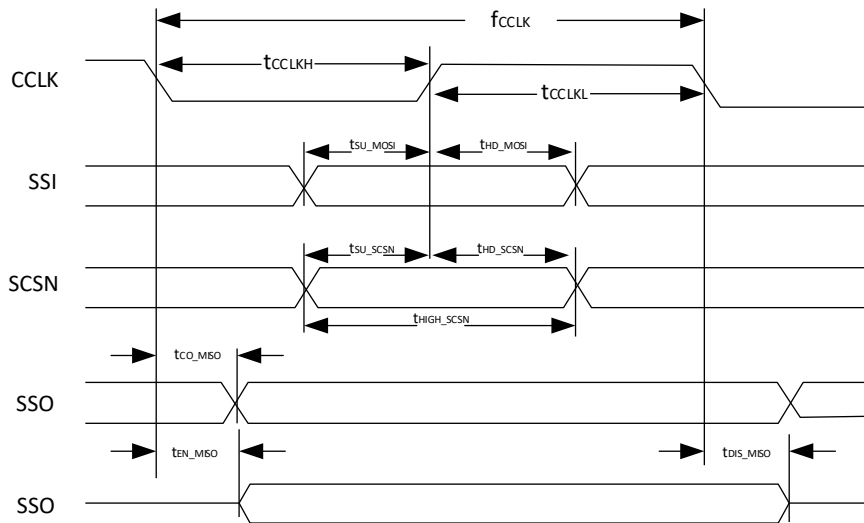 fCCLK
CCLK
tCCLKH
tCCLKL
tSU_MOSI
tHD_MOSI
SSI
tSU_SCSN
tHD_SCSN
SCSN
tHIGH_SCSN
tCO_MISO
SSO
tEN_MISO
tDIS_MISO
SSO